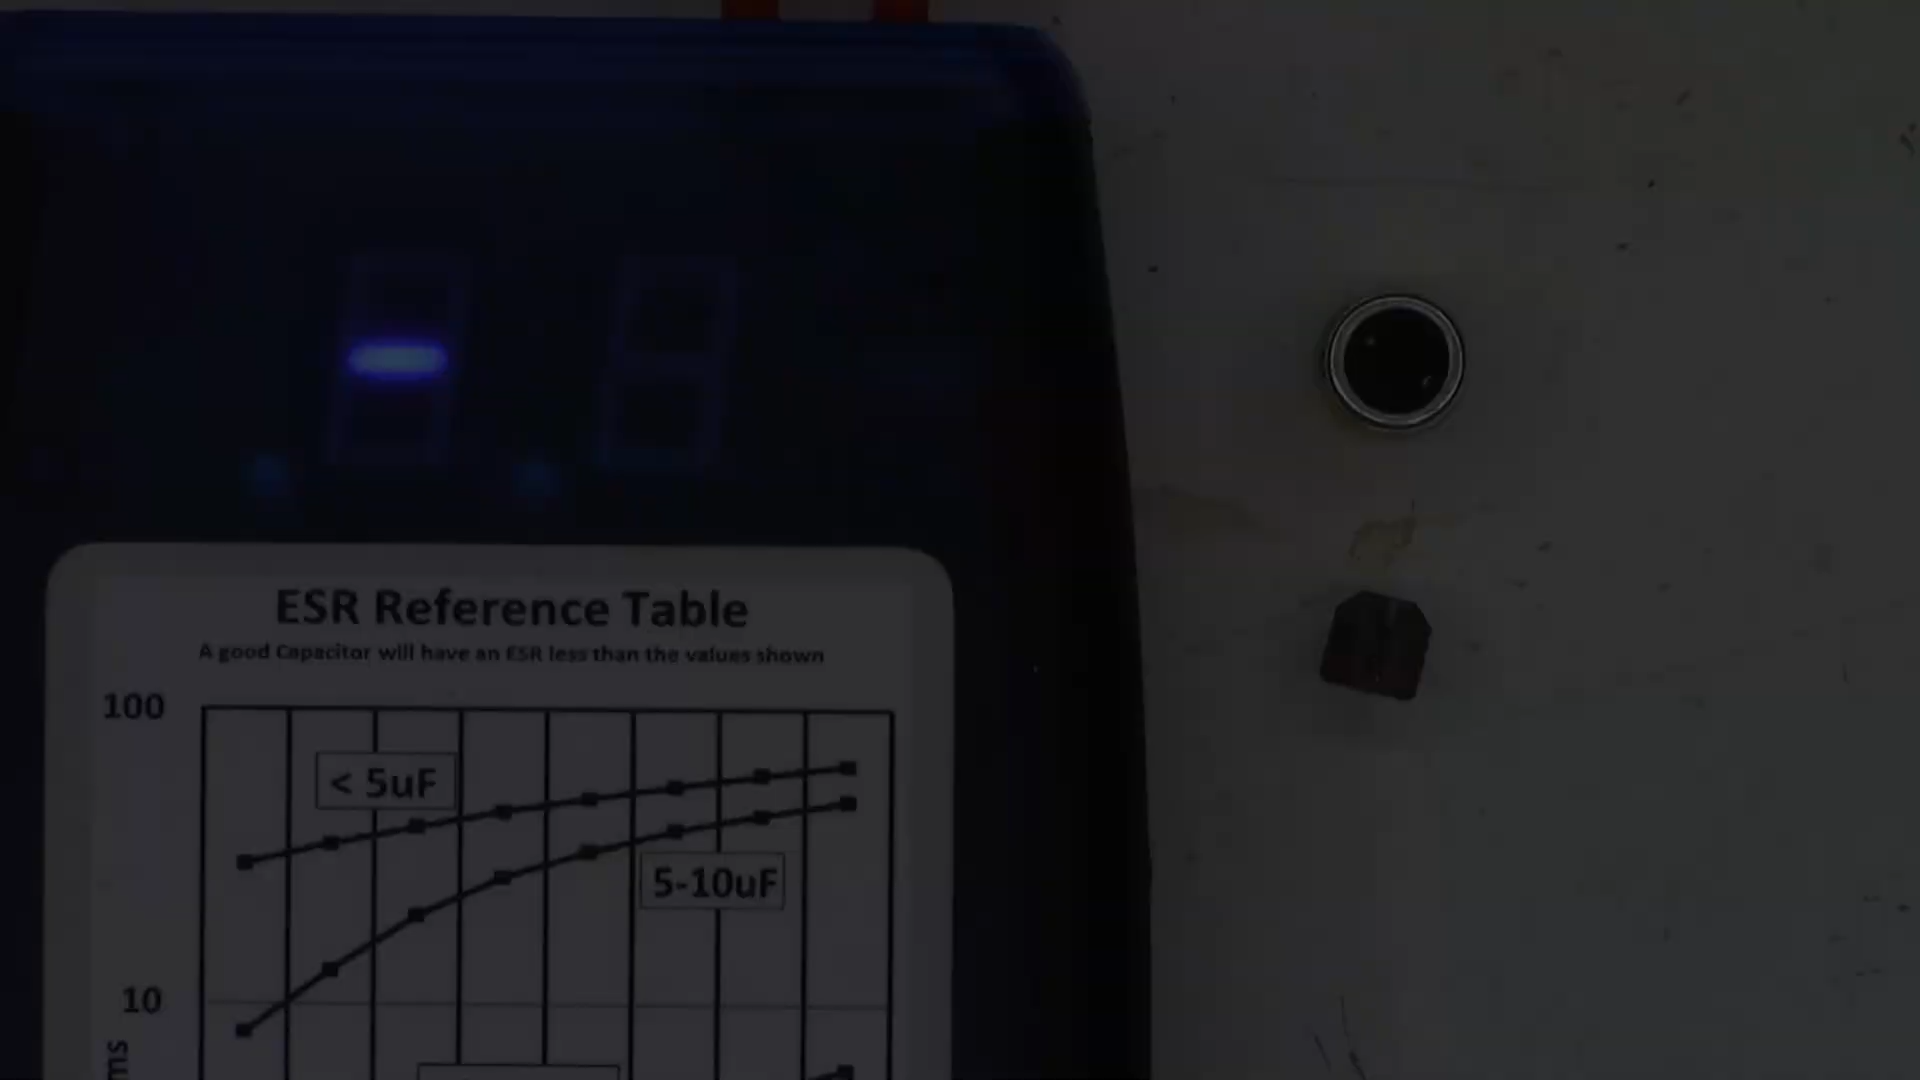 ESR Reference Table
A good Capacitor will have an ESR less than the values shown
100
< 5uF
5-10uF
10
ms